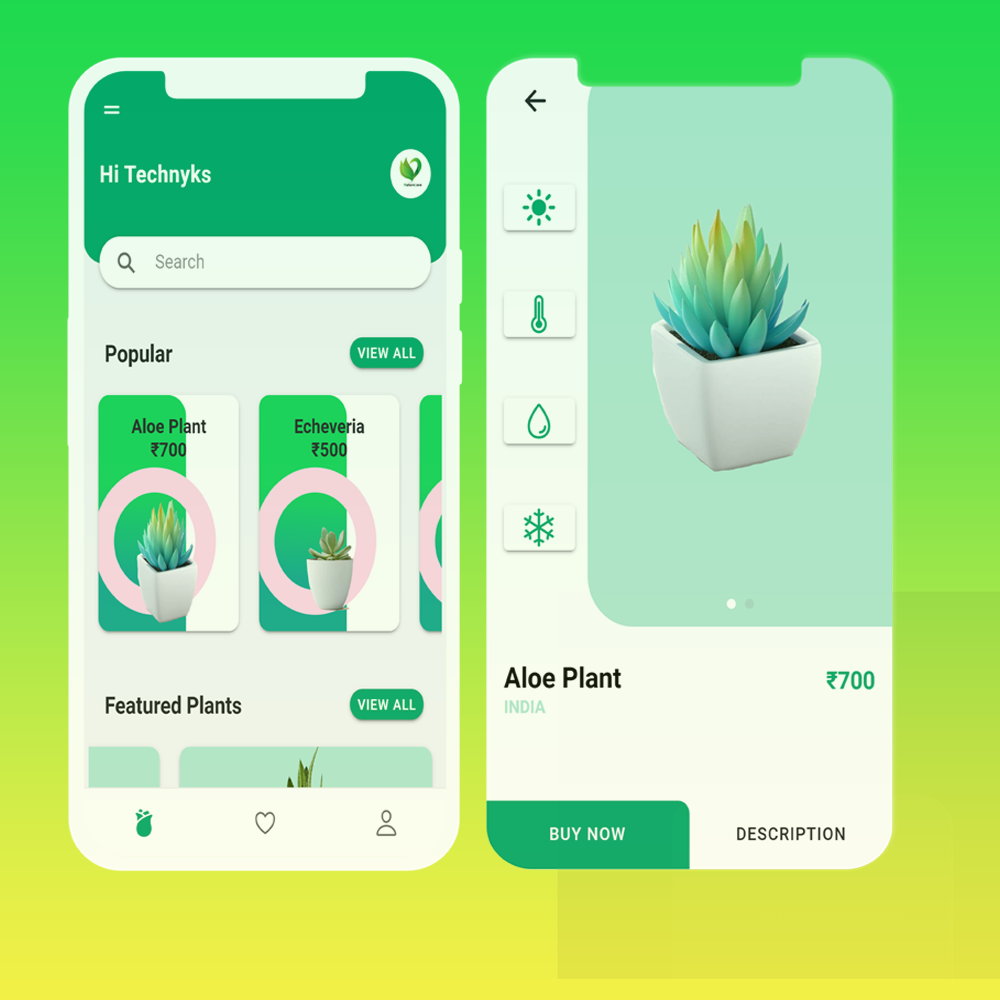 Hi Technyks
Search
Popular
VIEW ALL
Aloe Plant
₹700
Echeveria
₹500
Featured Plants
VIEW ALL
Aloe Plant
₹700
INDIA
BUY NOW
DESCRIPTION